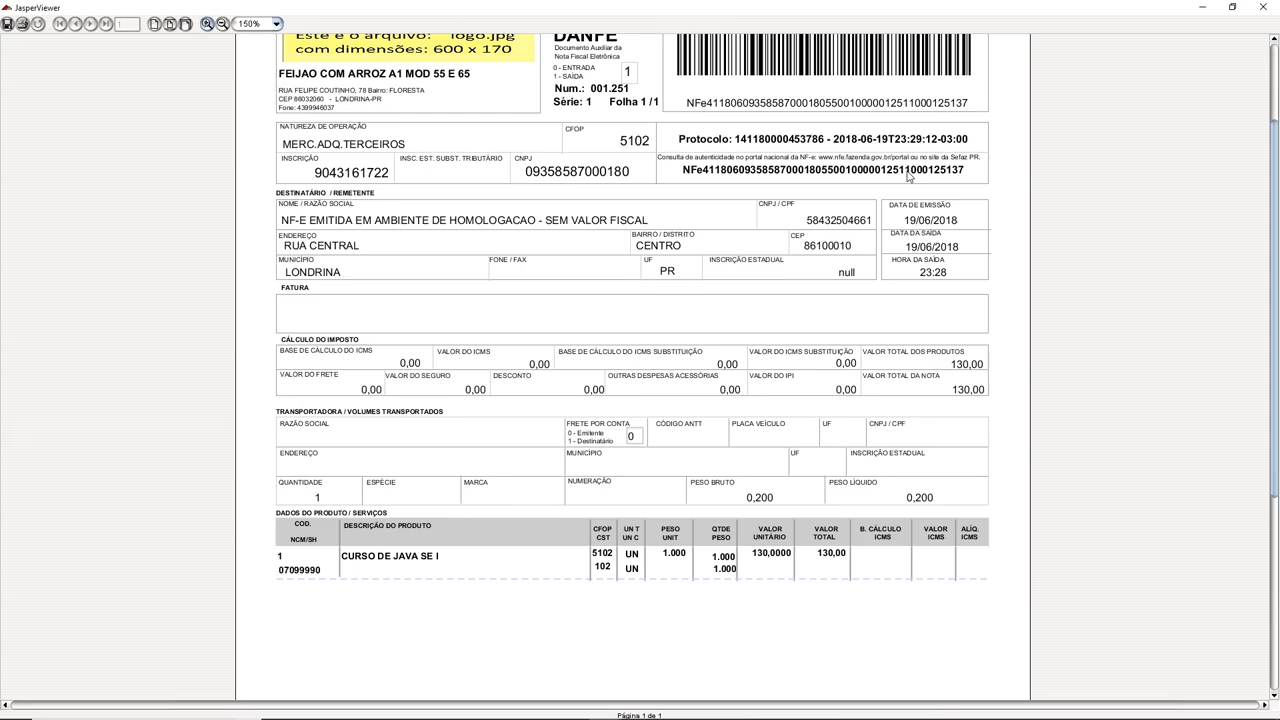 JasperViewer
1
150%
Este é o arquivo: logo.jpg
com dimensões: 600 x 170
FEIJAO COM ARROZ A1 MOD 55 E 65
RUA FELIPE COUTINHO, 78 Bairro: FLORESTA
CEP 86032060 - LONDRINA-PR
Fone: 4399946037
DANFE
Documento Auxiliar da
Nota Fiscal Eletrônica
0 - ENTRADA
1 - SAÍDA
1
Num.: 001.251
Série: 1 Folha 1 /1
NFe41180609358587000180550010000012511000125137
NATUREZA DE OPERAÇÃO
MERC.ADQ.TERCEIROS
CFOP
5102
Protocolo: 141180000453786 - 2018-06-19T23:29:12-03:00
INSCRIÇÃO
9043161722
INSC. EST. SUBST. TRIBUTÁRIO
CNPJ
09358587000180
Consulta de autenticidade no portal nacional da NF-e: www.nfe.fazenda.gov.br/portal ou no site da Sefaz PR.
NFe41180609358587000180550010000012511000125137
DESTINATÁRIO / REMETENTE
NOME / RAZÃO SOCIAL
NF-E EMITIDA EM AMBIENTE DE HOMOLOGACAO - SEM VALOR FISCAL
CNPJ / CPF
58432504661
DATA DE EMISSÃO
19/06/2018
ENDEREÇO
RUA CENTRAL
BAIRRO / DISTRITO
CENTRO
CEP
86100010
DATA DA SAÍDA
19/06/2018
MUNICÍPIO
LONDRINA
FONE / FAX
UF
PR
INSCRIÇÃO ESTADUAL
null
HORA DA SAÍDA
23:28
FATURA
CÁLCULO DO IMPOSTO
BASE DE CÁLCULO DO ICMS
0,00
VALOR DO ICMS
0,00
BASE DE CÁLCULO DO ICMS SUBSTITUIÇÃO
0,00
VALOR DO ICMS SUBSTITUIÇÃO
0,00
VALOR TOTAL DOS PRODUTOS
130,00
VALOR DO FRETE
0,00
VALOR DO SEGURO
0,00
DESCONTO
0,00
OUTRAS DESPESAS ACESSÓRIAS
0,00
VALOR DO IPI
0,00
VALOR TOTAL DA NOTA
130,00
TRANSPORTADORA / VOLUMES TRANSPORTADOS
RAZÃO SOCIAL
FRETE POR CONTA
0 - Emitente
1 - Destinatário
0
CÓDIGO ANTT
PLACA VEÍCULO
UF
CNPJ / CPF
ENDEREÇO
MUNICÍPIO
UF
INSCRIÇÃO ESTADUAL
QUANTIDADE
1
ESPÉCIE
MARCA
NUMERAÇÃO
PESO BRUTO
0,200
PESO LÍQUIDO
0,200
DADOS DO PRODUTO / SERVIÇOS
COD.
NCM/SH
DESCRIÇÃO DO PRODUTO
CFOP
CST
UN T
UN C
PESO
UNIT
QTDE
PESO
VALOR
UNITÁRIO
VALOR
TOTAL
B. CÁLCULO
ICMS
VALOR
ICMS
ALÍQ.
ICMS
1 CURSO DE JAVA SE I 5102 UN 1.000 1.000 130,0000 130,00
07099990 102 UN 1.000
Página 1 de 1